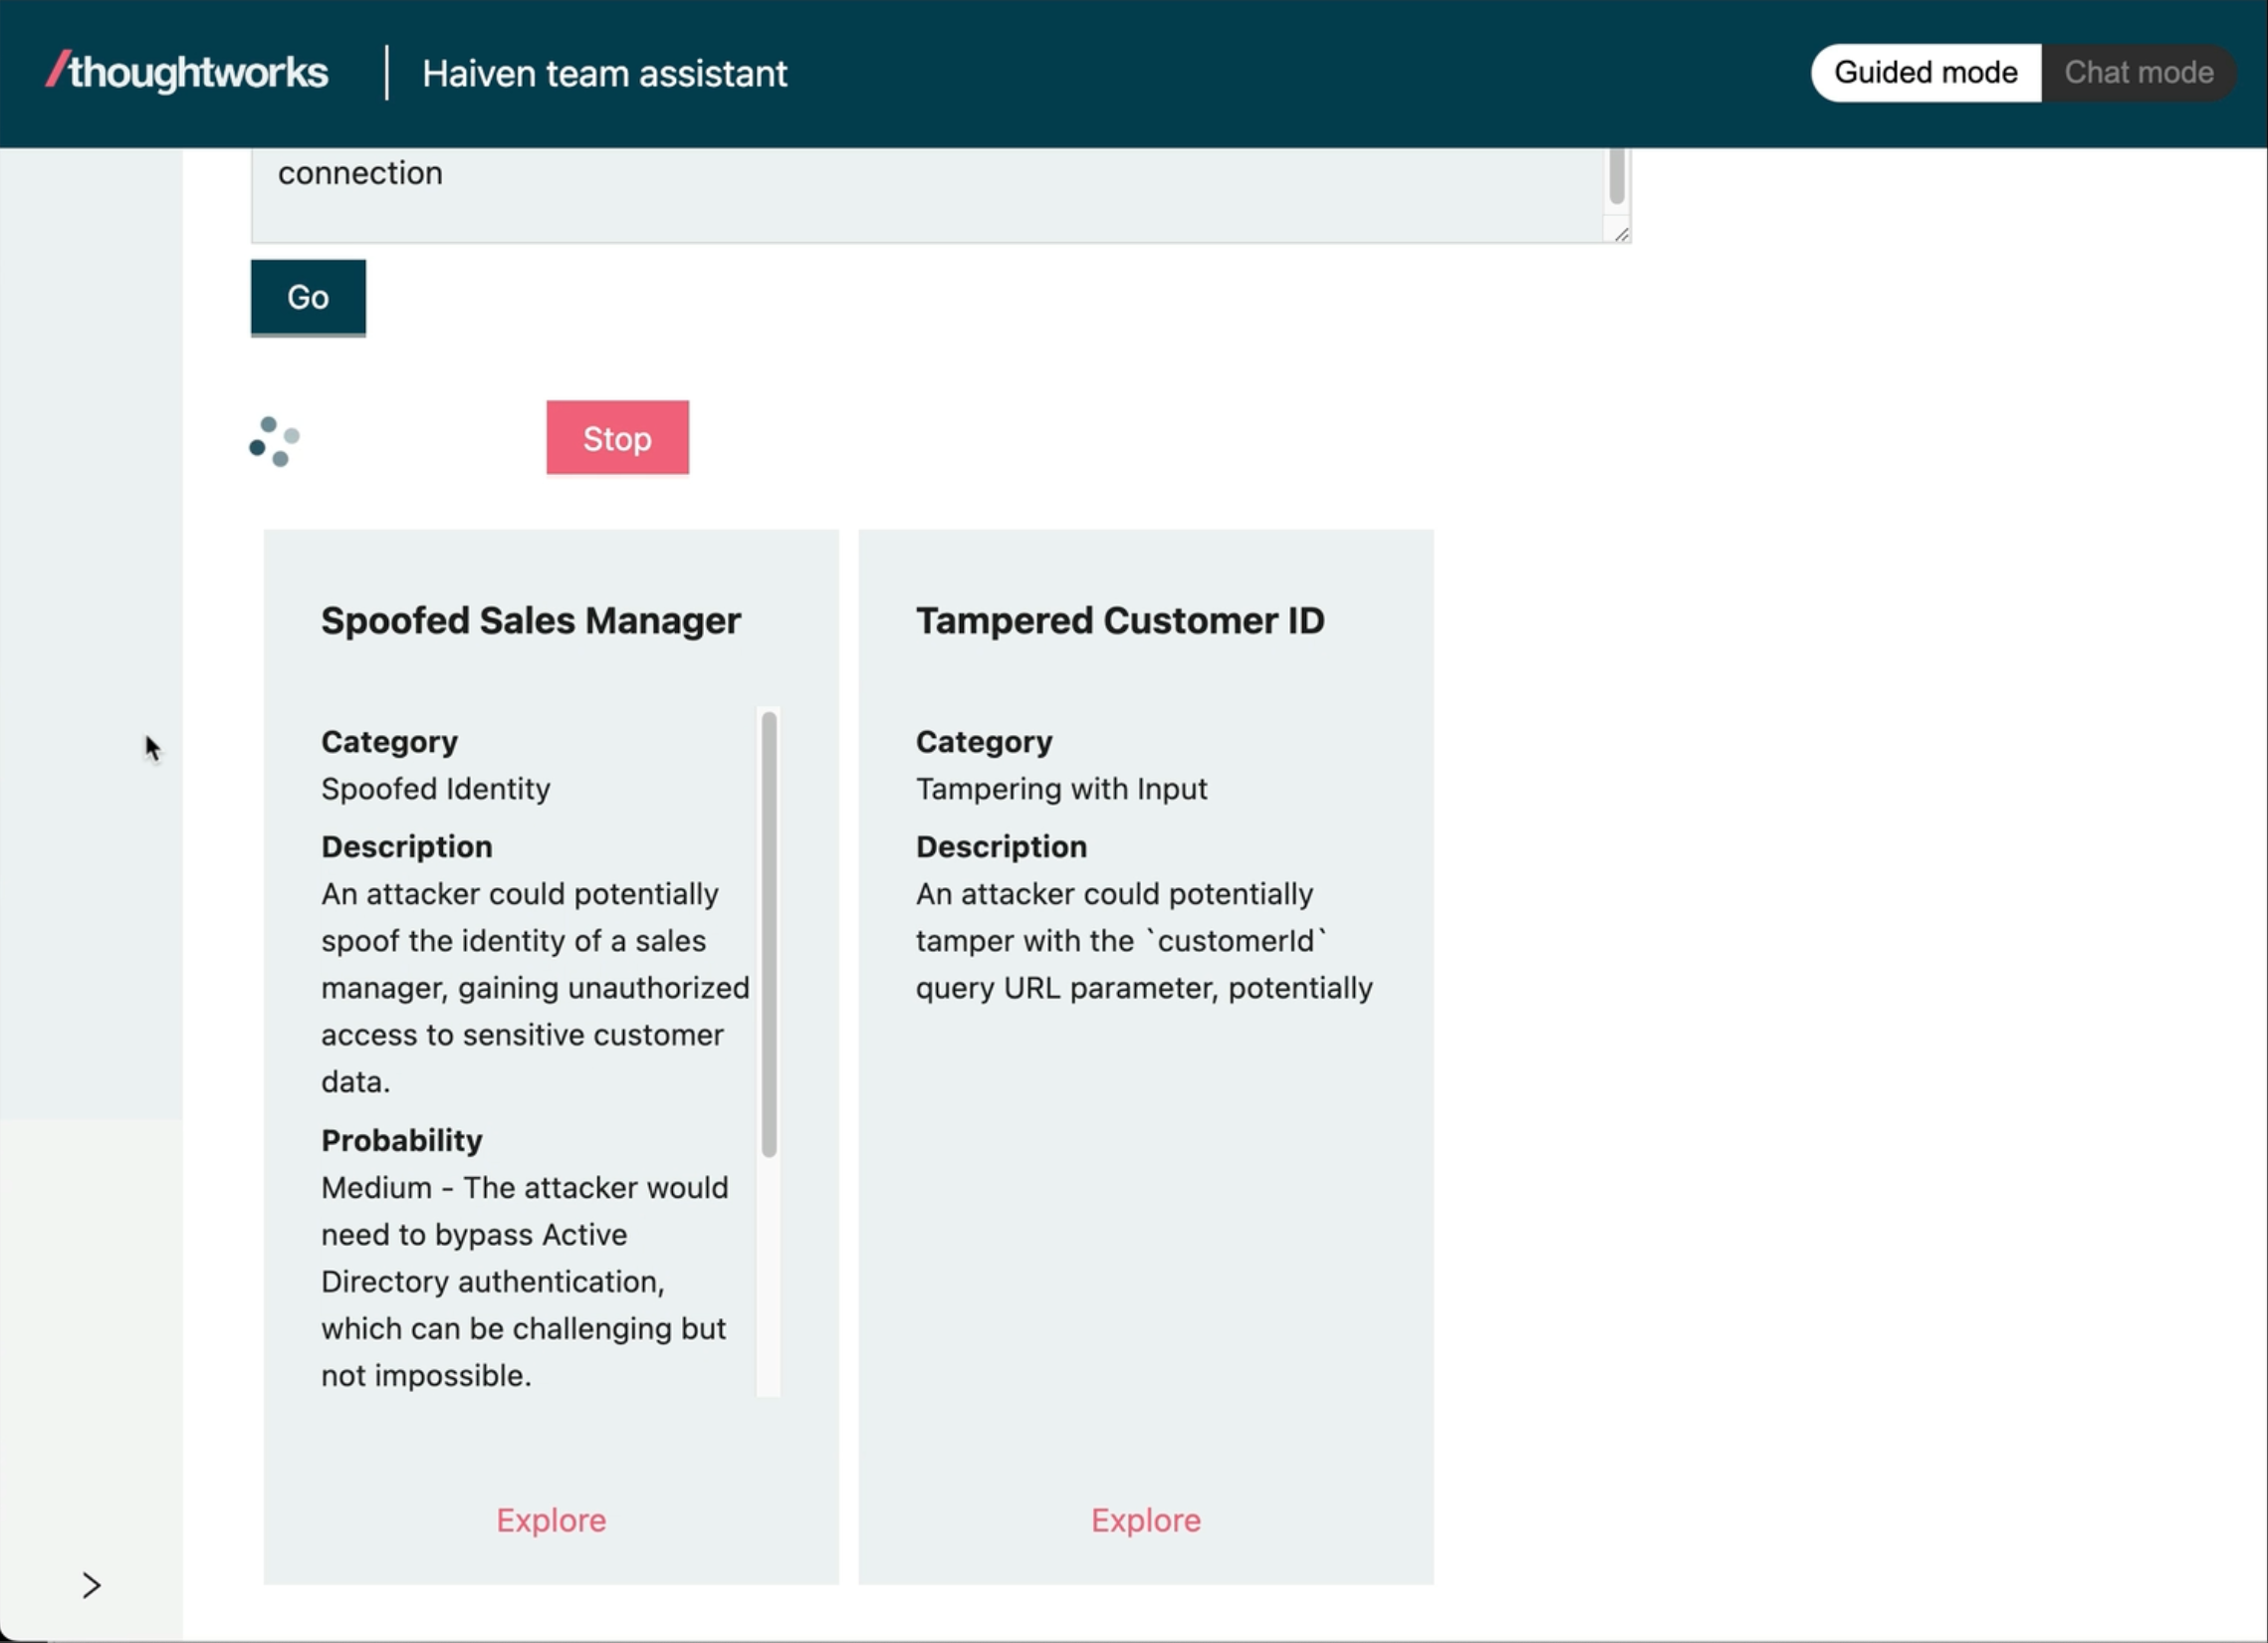 /thoughtworks
Haiven team assistant
Guided mode
Chat mode
connection
Go
Stop
Spoofed Sales Manager
Category
Spoofed Identity
Description
An attacker could potentially
spoof the identity of a sales
manager, gaining unauthorized
access to sensitive customer
data.
Probability
Medium - The attacker would
need to bypass Active
Directory authentication,
which can be challenging but
not impossible.
Explore
Tampered Customer ID
Category
Tampering with Input
Description
An attacker could potentially
tamper with the `customerId`
query URL parameter, potentially
Explore